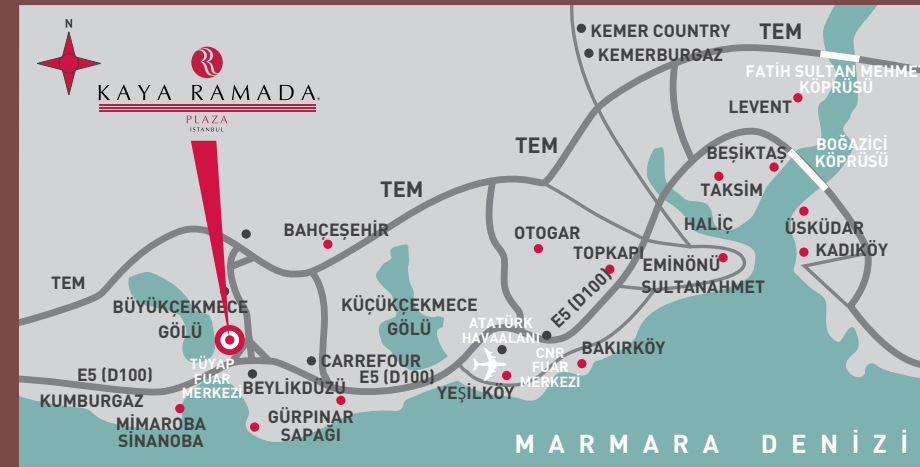 N
KAYA RAMADA
PLAZA
İSTANBUL
KEMER COUNTRY
KEMERBURGAZ
TEM
FATİH SULTAN MEHME
KÖPRÜSÜ
LEVENT
TEM
BEŞİKTAŞ
BOĞAZİCİ
KÖPRÜSÜ
TEM
TAKSİM
BAHÇEŞEHİR
OTOGAR
HALİÇ
ÜSKÜDAR
TOPKAPI
EMİNÖNÜ
KADIKÖY
TEM
SULTANAHMET
BÜYÜKÇEKMECE
GÖLÜ
KÜÇÜKÇEKMECE
GÖLÜ
E5 (D100)
ATATÜRK
HAVAALANI
CNR
FUAR
MERKEZİ
BAKIRKÖY
TÜYAP
FUAR
MERKEZİ
CARREFOUR
E5 (D100)
E5 (D100)
BEYLİKDÜZÜ
YEŞİLKÖY
KUMBURGAZ
MİMAROBA
SİNANOBA
GÜRPINAR
SAPAĞI
MARMARA DENİZİ